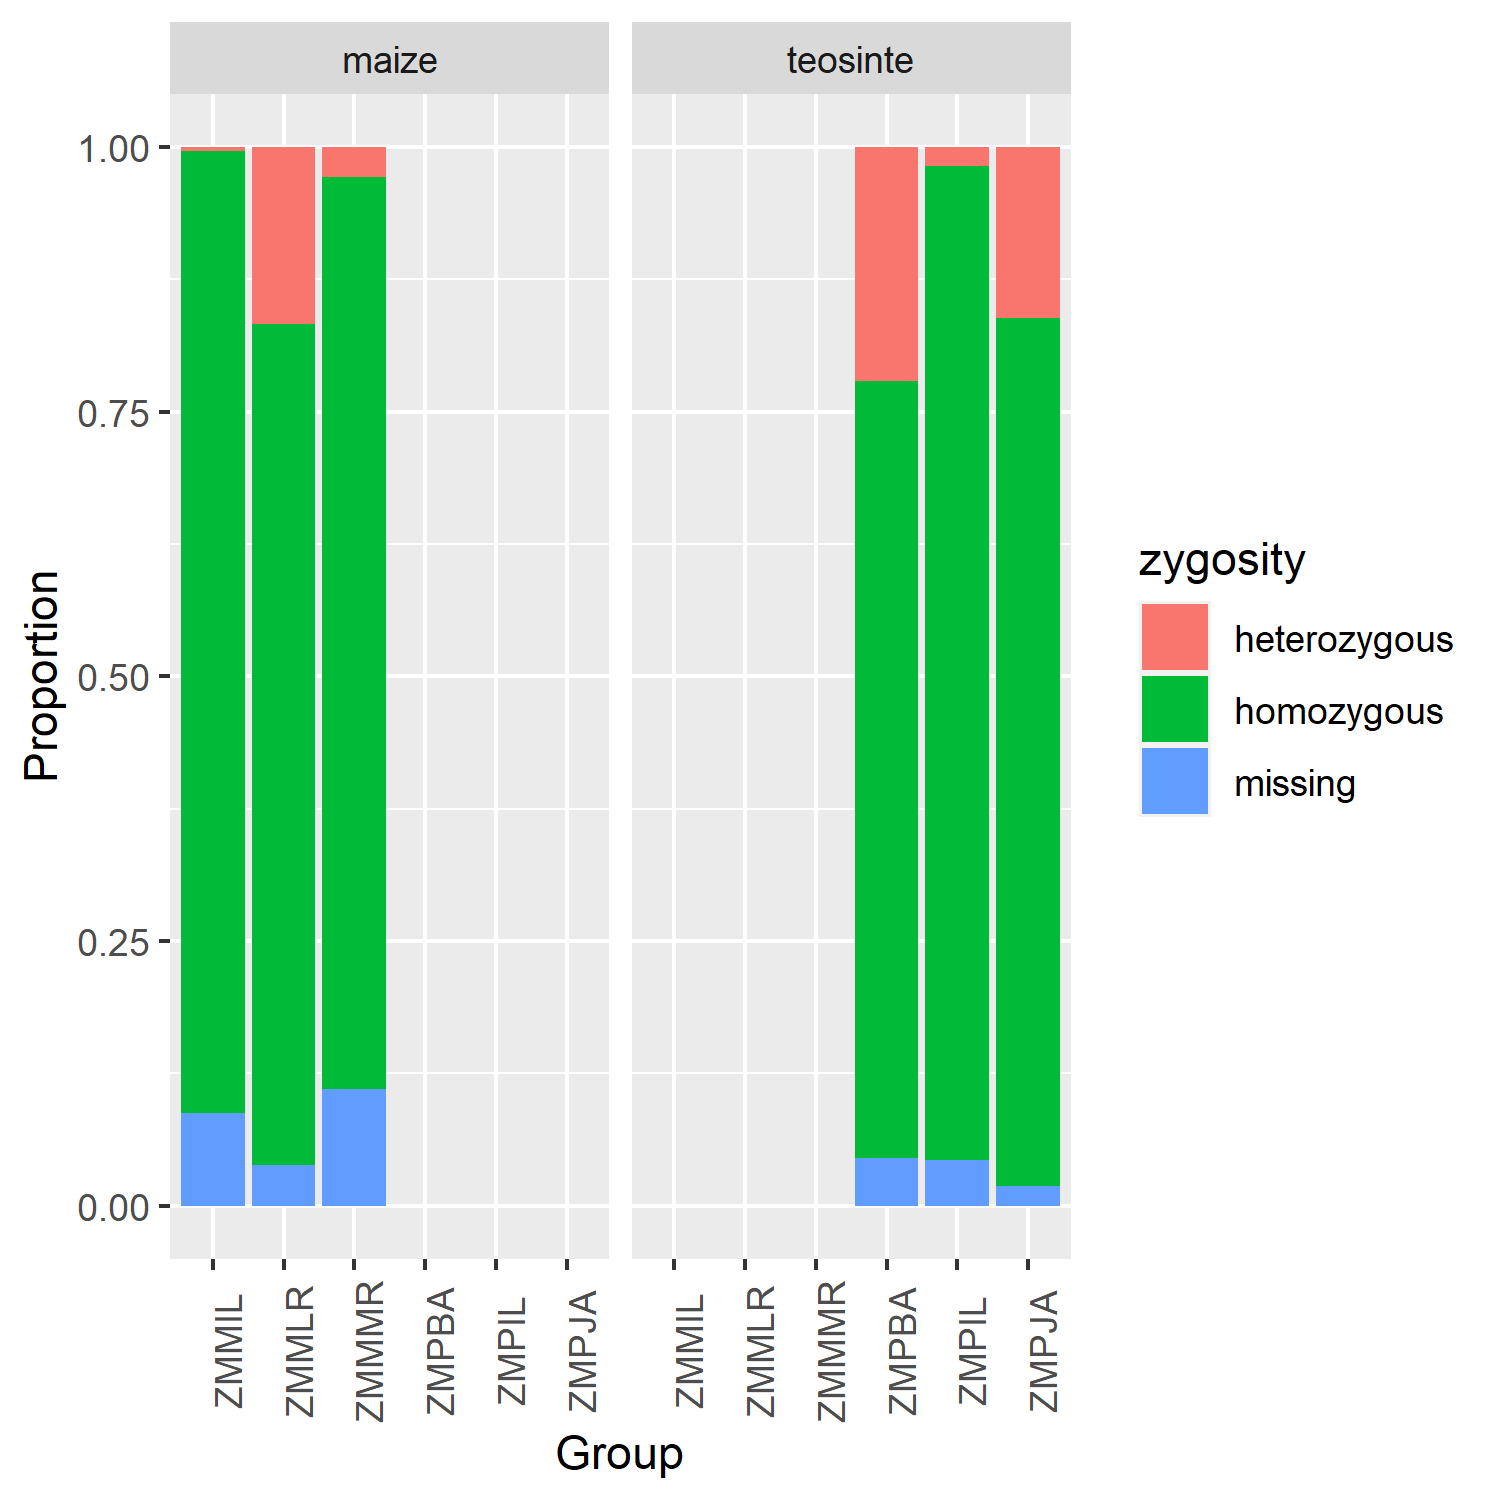 maize
teosinte
1.00
0.75
0.50
0.25
0.00
Proportion
ZMMIL
ZMMLR
ZMMMR
ZMPBA
ZMPIL
ZMPJA
ZMMIL
ZMMLR
ZMMMR
ZMPBA
ZMPIL
ZMPJA
Group
zygosity
heterozygous
homozygous
missing